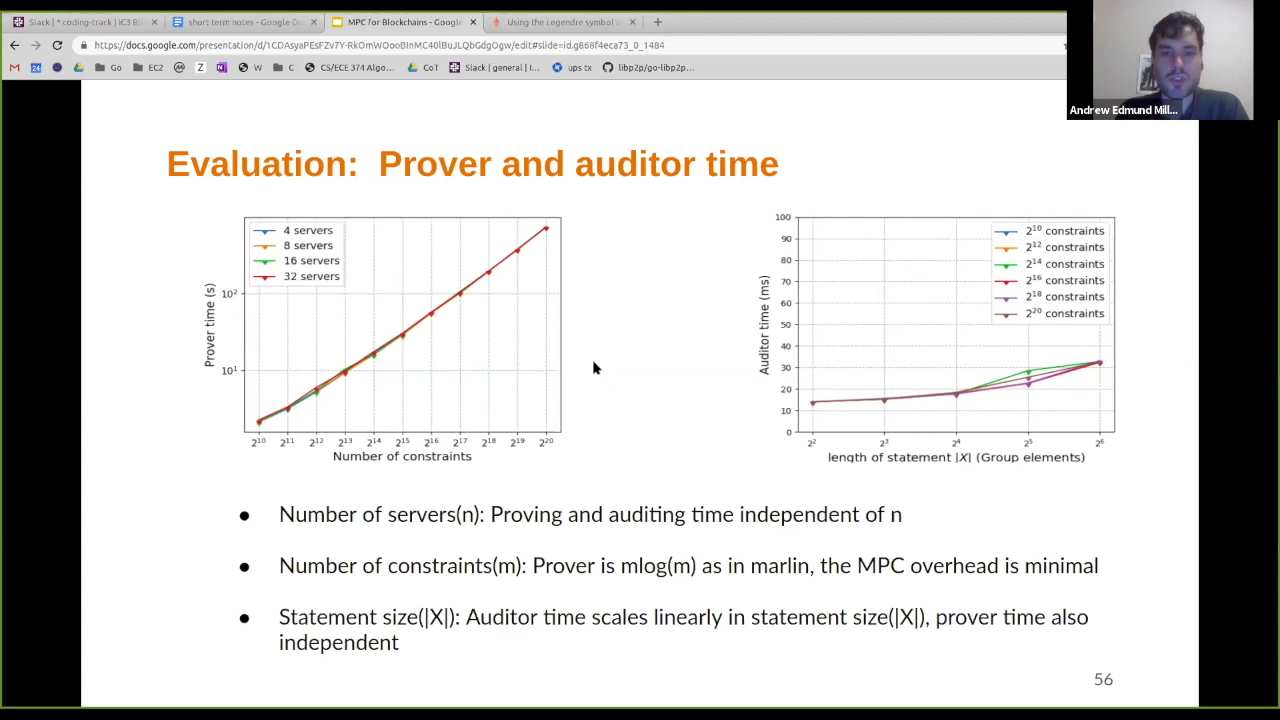 Slack | * coding-track | IC3 Bl
short term notes - Google Do
MPC for Blockchains - Google
Using the Legendre symbol as
https://docs.google.com/presentation/d/1CDAsyaPEsFZv7Y-RkOmWOooBInMC40lBuJLQbGdgOgw/edit#slide=id.g868f4eca73_0_1484
Go
EC2
W
C
CS/ECE 374 Algo...
CoT
Slack | general | I...
ups tx
libp2p/go-libp2p...
Andrew Edmund Mill...
Evaluation: Prover and auditor time
4 servers
8 servers
16 servers
32 servers
Prover time (s)
10²
10¹
2¹⁰ 2¹¹ 2¹² 2¹³ 2¹⁴ 2¹⁵ 2¹⁶ 2¹⁷ 2¹⁸ 2¹⁹ 2²⁰
Number of constraints
2¹⁰ constraints
2¹² constraints
2¹⁴ constraints
2¹⁶ constraints
2¹⁸ constraints
2²⁰ constraints
Auditor time (ms)
100
90
80
70
60
50
40
30
20
10
0
2² 2³ 2⁴ 2⁵ 2⁶
length of statement |X| (Group elements)
● Number of servers(n): Proving and auditing time independent of n
● Number of constraints(m): Prover is mlog(m) as in marlin, the MPC overhead is minimal
● Statement size(|X|): Auditor time scales linearly in statement size(|X|), prover time also
independent
56